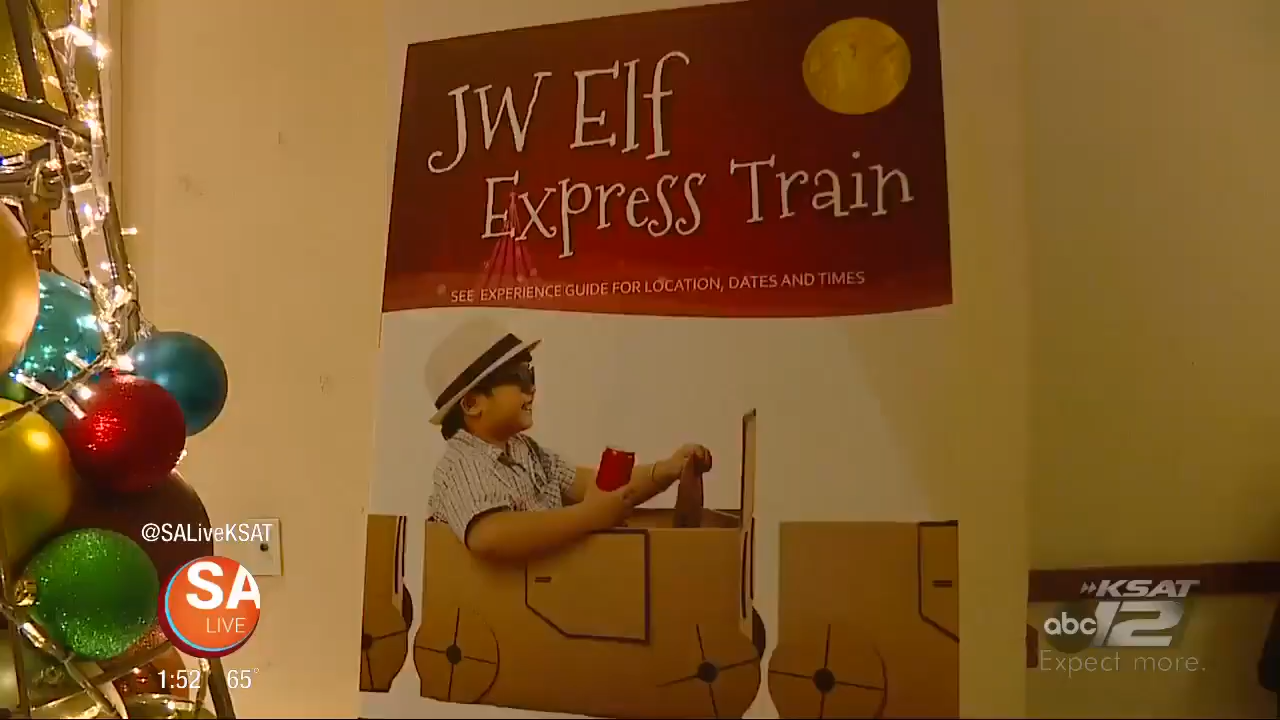 JW Elf
Express Train
SEE EXPERIENCE GUIDE FOR LOCATION, DATES AND TIMES
@SALiveKSAT
SA
LIVE
1:52 65°
KSAT
abc 12
Expect more.